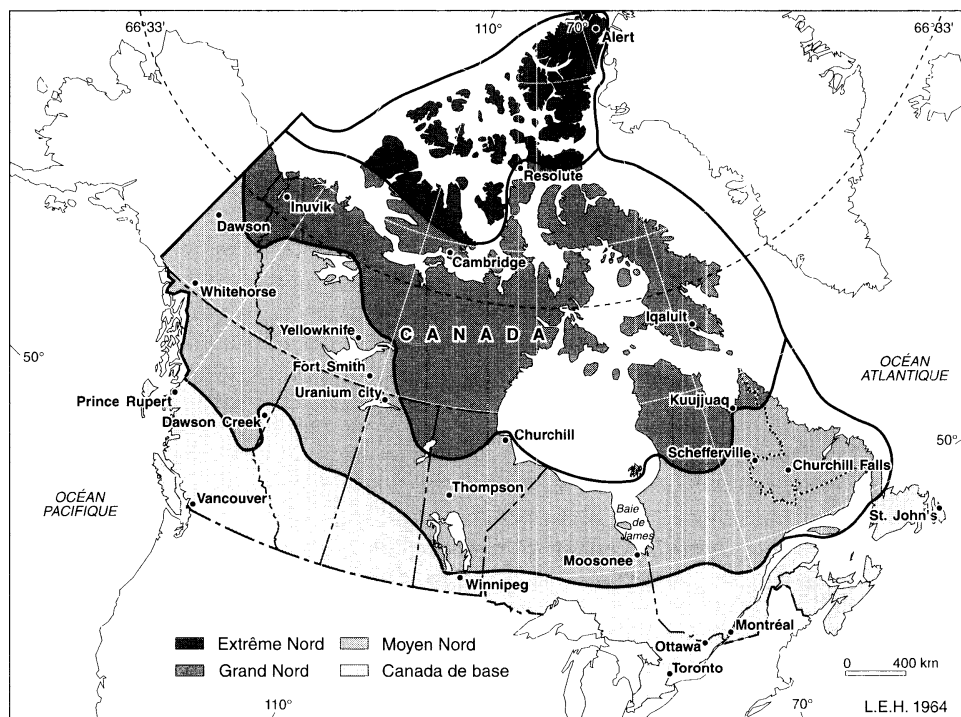 66°33'
110°
70°
66°33'
Alert
Resolute
Inuvik
Dawson
Cambridge
Whitehorse
Yellowknife
CANADA
Iqaluit
50°
Fort Smith
OCÉAN
ATLANTIQUE
Uranium city
Prince Rupert
Kuujjuaq
Dawson Creek
Churchill
50°
Schefferville
Churchill Falls
OCÉAN
PACIFIQUE
Vancouver
Thompson
St. John's
Baie
de
James
Moosonee
Winnipeg
Montréal
Extrême Nord
Moyen Nord
Ottawa
Grand Nord
Canada de base
Toronto
0 400 km
110°
70°
L.E.H. 1964